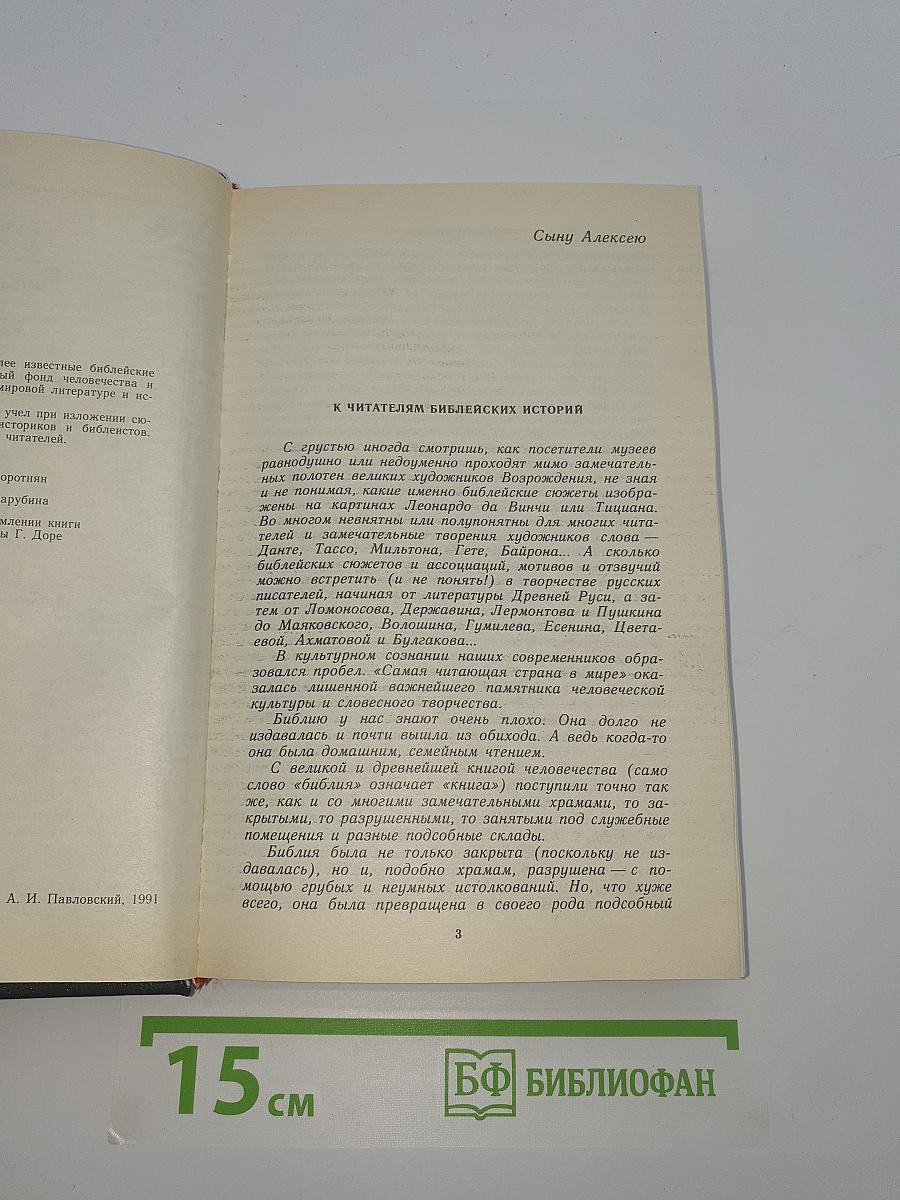 лее известные библейские
ый фонд человечества и
мировой литературе и ис-
учел при изложении сю-
историков и библеистов.
читателей.
оротнян
арубина
млении книги
ы Г. Доре
А. И. Павловский, 1991
Сыну Алексею
К ЧИТАТЕЛЯМ БИБЛЕЙСКИХ ИСТОРИЙ
С грустью иногда смотришь, как посетители музеев
равнодушно или недоуменно проходят мимо замечатель-
ных полотен великих художников Возрождения, не зная
и не понимая, какие именно библейские сюжеты изобра-
жены на картинах Леонардо да Винчи или Тициана.
Во многом невнятны или полупонятны для многих чита-
телей и замечательные творения художников слова —
Данте, Тассо, Мильтона, Гете, Байрона... А сколько
библейских сюжетов и ассоциаций, мотивов и отзвучий
можно встретить (и не понять!) в творчестве русских
писателей, начиная от литературы Древней Руси, а за-
тем от Ломоносова, Державина, Лермонтова и Пушкина
до Маяковского, Волошина, Гумилева, Есенина, Цвета-
евой, Ахматовой и Булгакова...
В культурном сознании наших современников обра-
зовался пробел. «Самая читающая страна в мире» ока-
залась лишенной важнейшего памятника человеческой
культуры и словесного творчества.
Библию у нас знают очень плохо. Она долго не
издавалась и почти вышла из обихода. А ведь когда-то
она была домашним, семейным чтением.
С великой и древнейшей книгой человечества (само
слово «библия» означает «книга») поступили точно так
же, как и со многими замечательными храмами, то за-
крытыми, то разрушенными, то занятыми под служебные
помещения и разные подсобные склады.
Библия была не только закрыта (поскольку не из-
давалась), но и, подобно храмам, разрушена — с по-
мощью грубых и неумных истолкований. Но, что хуже
всего, она была превращена в своего рода подсобный
3
15 см
БФ БИБЛИОФАН